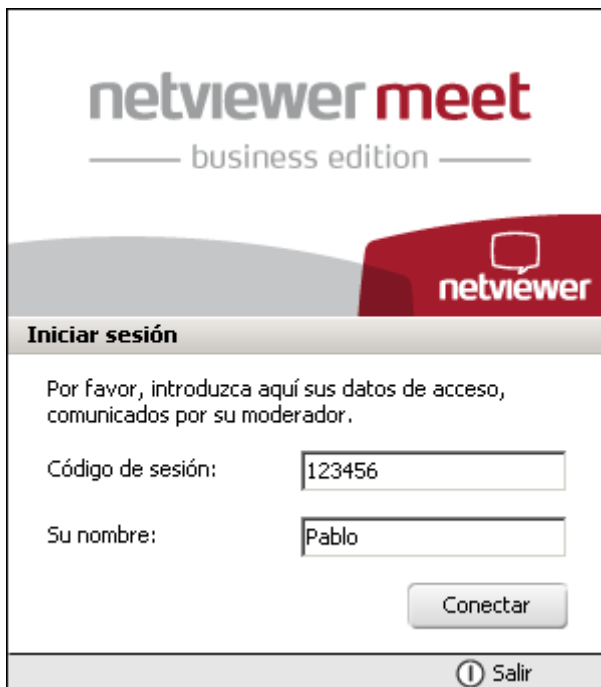 netviewer meet
business edition
netviewer
Iniciar sesión
Por favor, introduzca aquí sus datos de acceso,
comunicados por su moderador.
Código de sesión: 123456
Su nombre: Pablo
Conectar
Salir